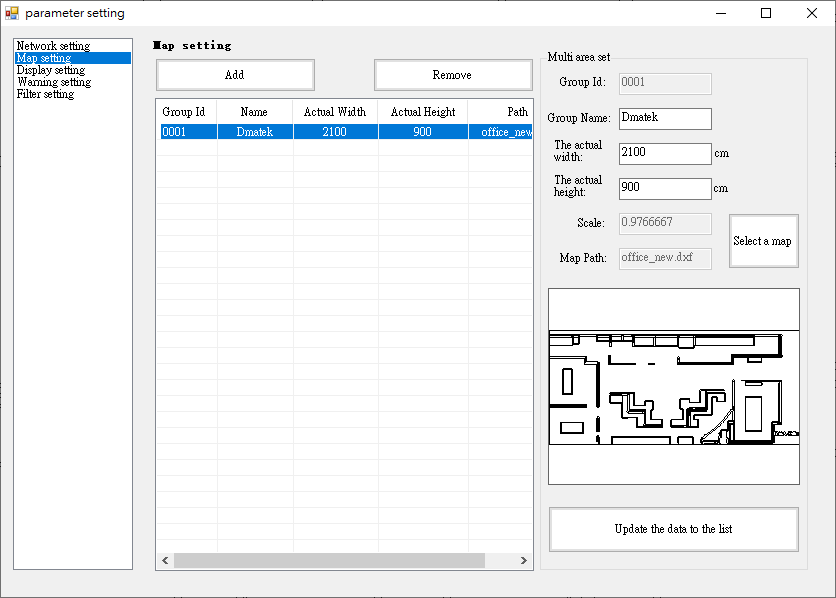 parameter setting
Network setting
Map setting
Display setting
Warning setting
Filter setting
Map setting
Add
Remove
Group Id Name Actual Width Actual Height Path
0001 Dmatek 2100 900 office_new
Multi area set
Group Id: 0001
Group Name: Dmatek
The actual
width: 2100 cm
The actual
height: 900 cm
Scale: 0.9766667
Select a map
Map Path: office_new.dxf
Update the data to the list